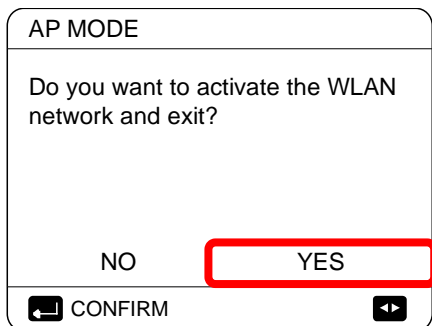 AP MODE
Do you want to activate the WLAN
network and exit?
NO YES
CONFIRM